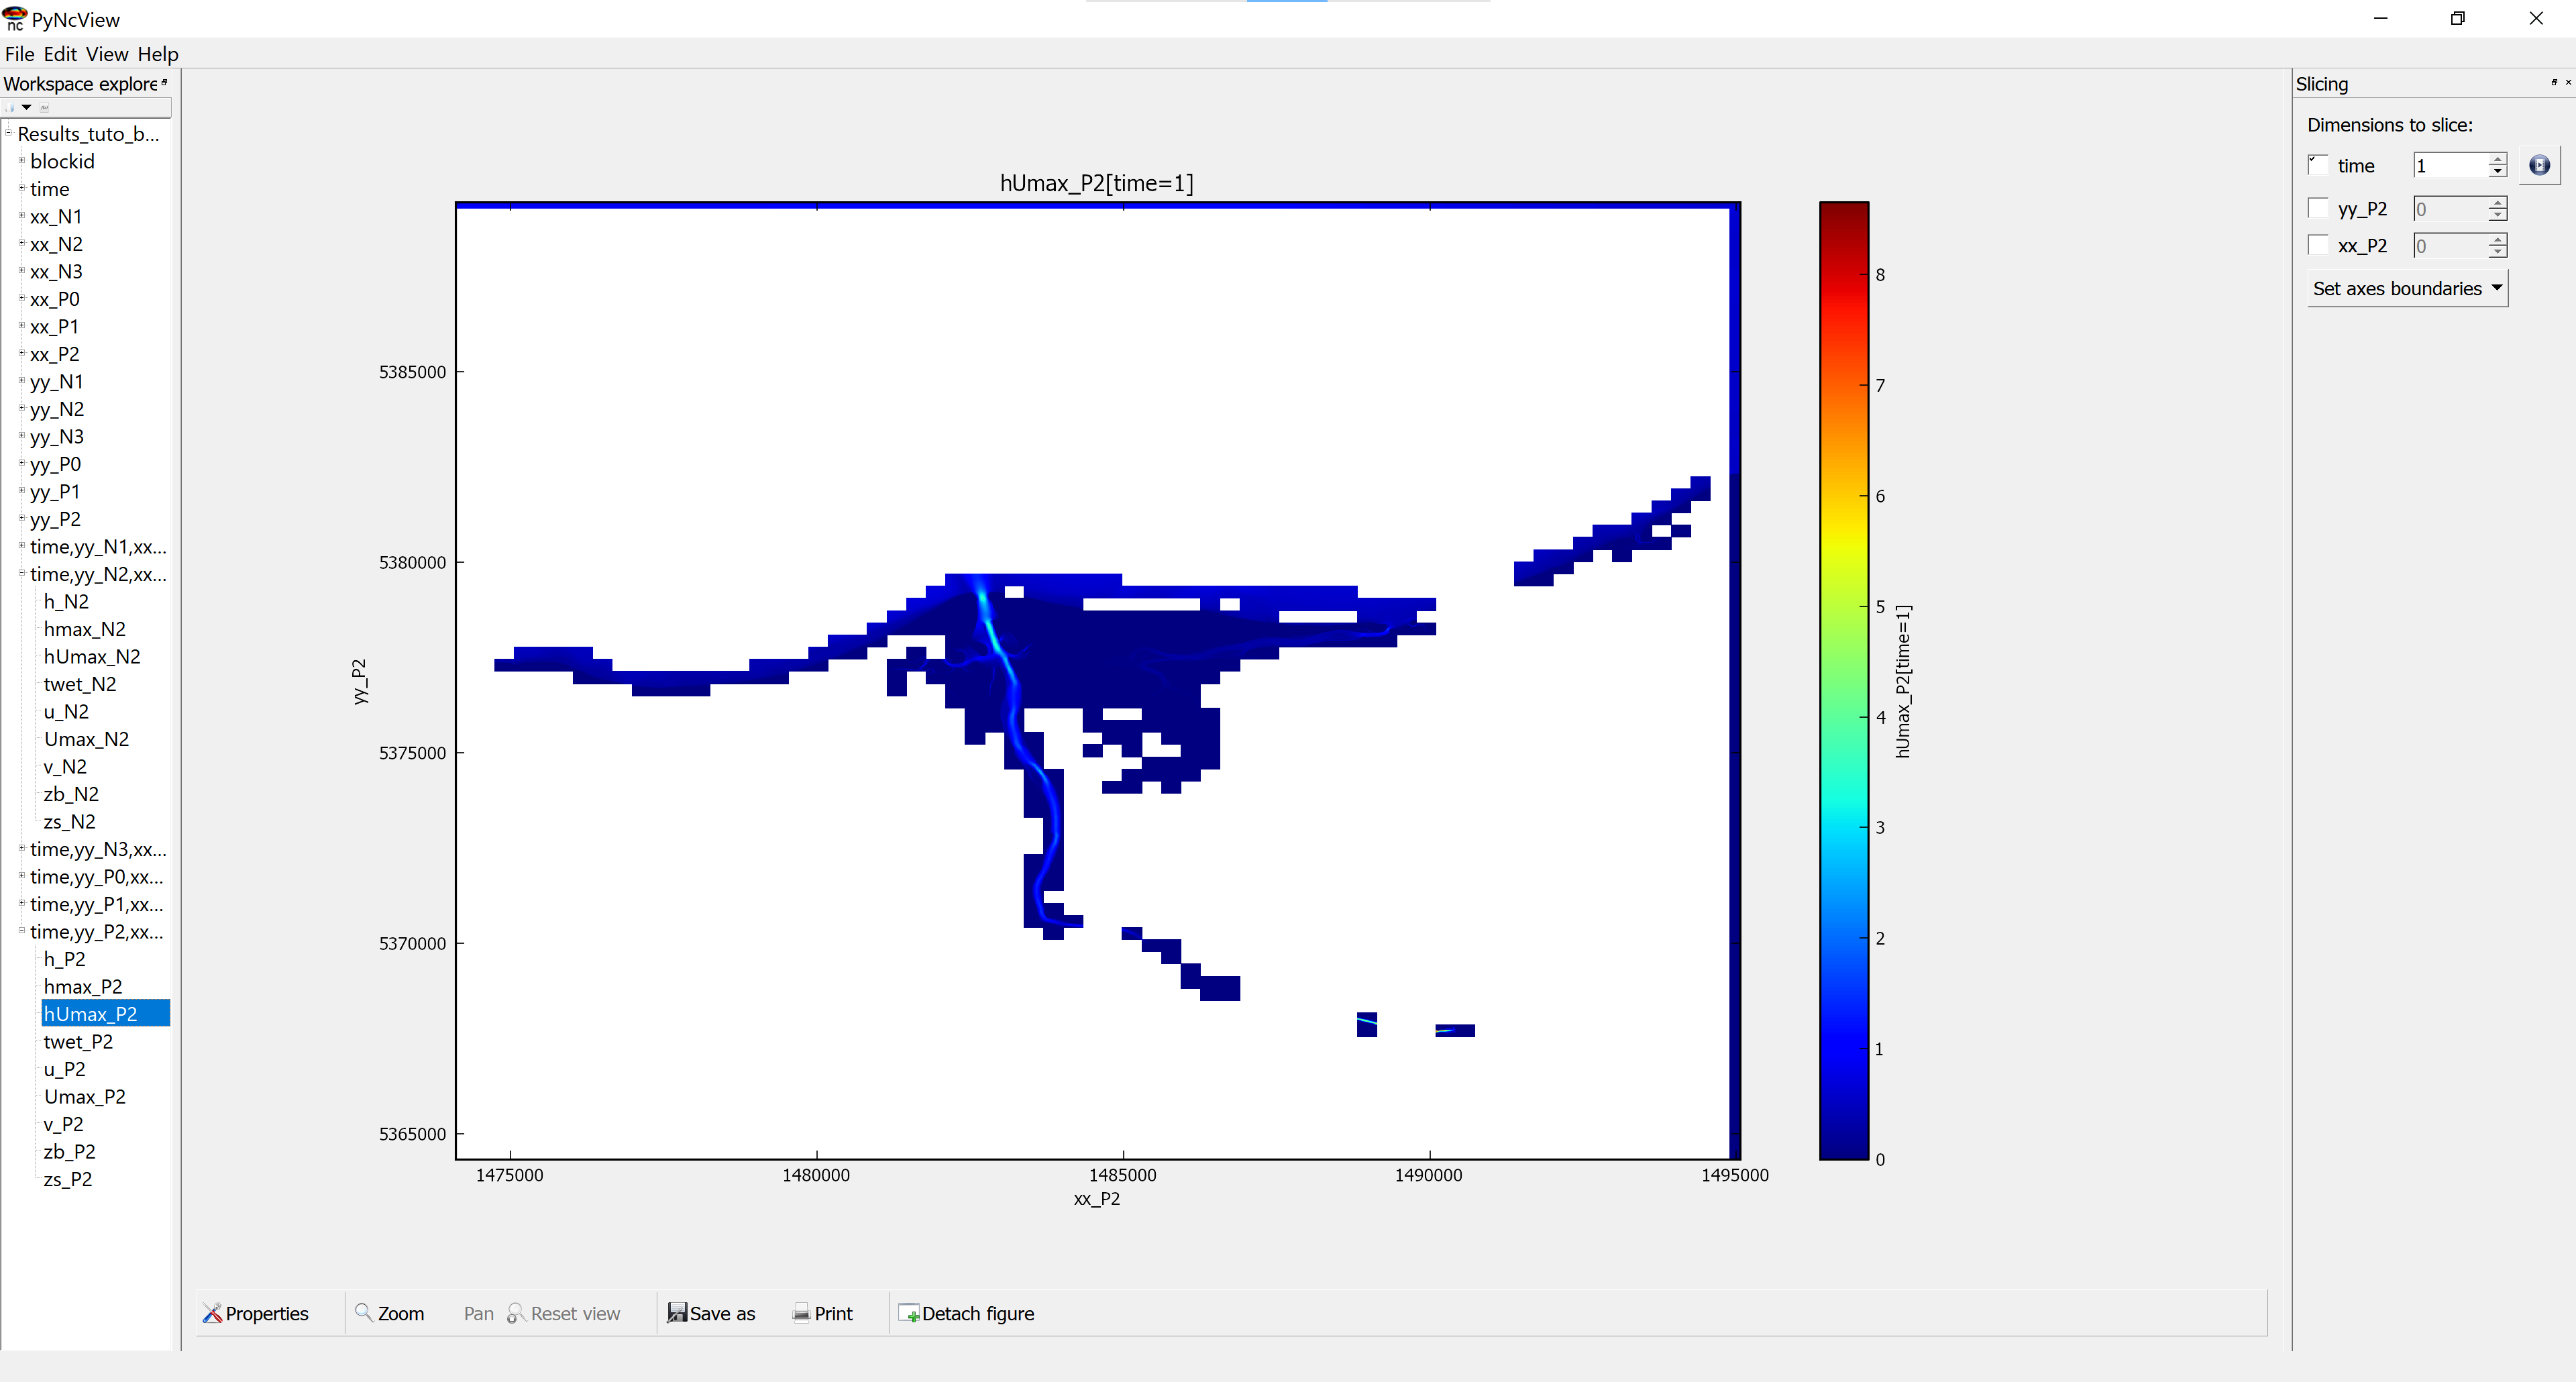 PyNcView
File Edit View Help
Workspace explore
Results_tuto_b...
blockid
time
xx_N1
xx_N2
xx_N3
xx_P0
xx_P1
xx_P2
yy_N1
yy_N2
yy_N3
yy_P0
yy_P1
yy_P2
time,yy_N1,xx...
time,yy_N2,xx...
h_N2
hmax_N2
hUmax_N2
twet_N2
u_N2
Umax_N2
v_N2
zb_N2
zs_N2
time,yy_N3,xx...
time,yy_P0,xx...
time,yy_P1,xx...
time,yy_P2,xx...
h_P2
hmax_P2
hUmax_P2
twet_P2
u_P2
Umax_P2
v_P2
zb_P2
zs_P2
hUmax_P2[time=1]
5385000
5380000
5375000
5370000
5365000
yy_P2
1475000 1480000 1485000 1490000 1495000
xx_P2
8
7
6
5
4
3
2
1
0
hUmax_P2[time=1]
Properties Zoom Pan Reset view Save as Print Detach figure
Slicing
Dimensions to slice:
time 1
yy_P2 0
xx_P2 0
Set axes boundaries